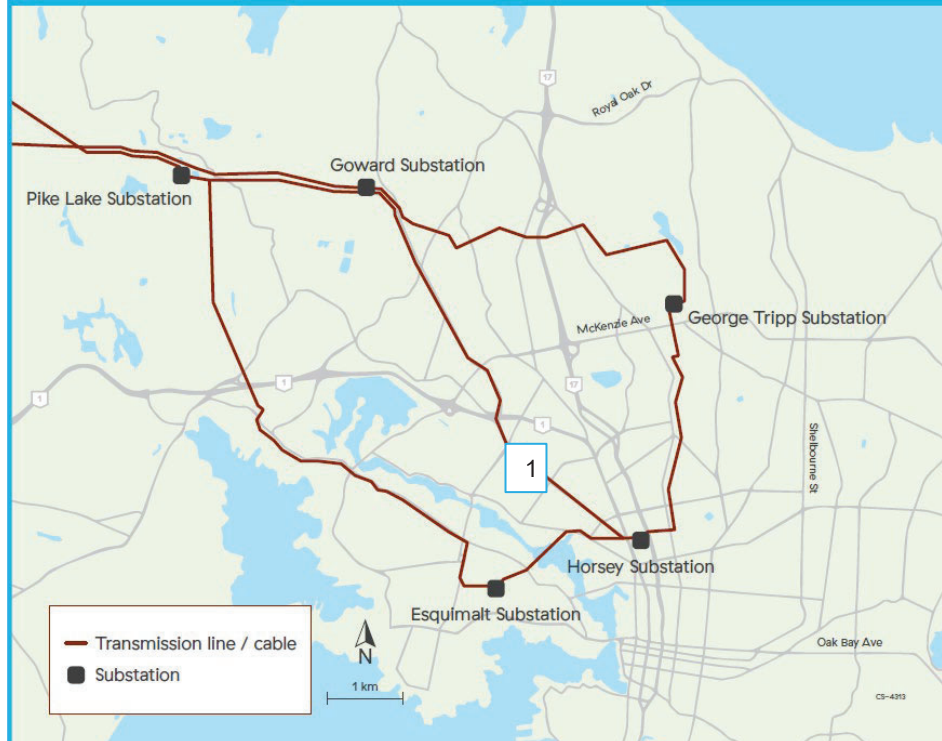 17
Royal Oak Dr
Goward Substation
Pike Lake Substation
McKenzie Ave
George Tripp Substation
1
1
17
1
Shelbourne St
1
Horsey Substation
Esquimalt Substation
Transmission line / cable
Substation
N
1 km
Oak Bay Ave
CS-4313